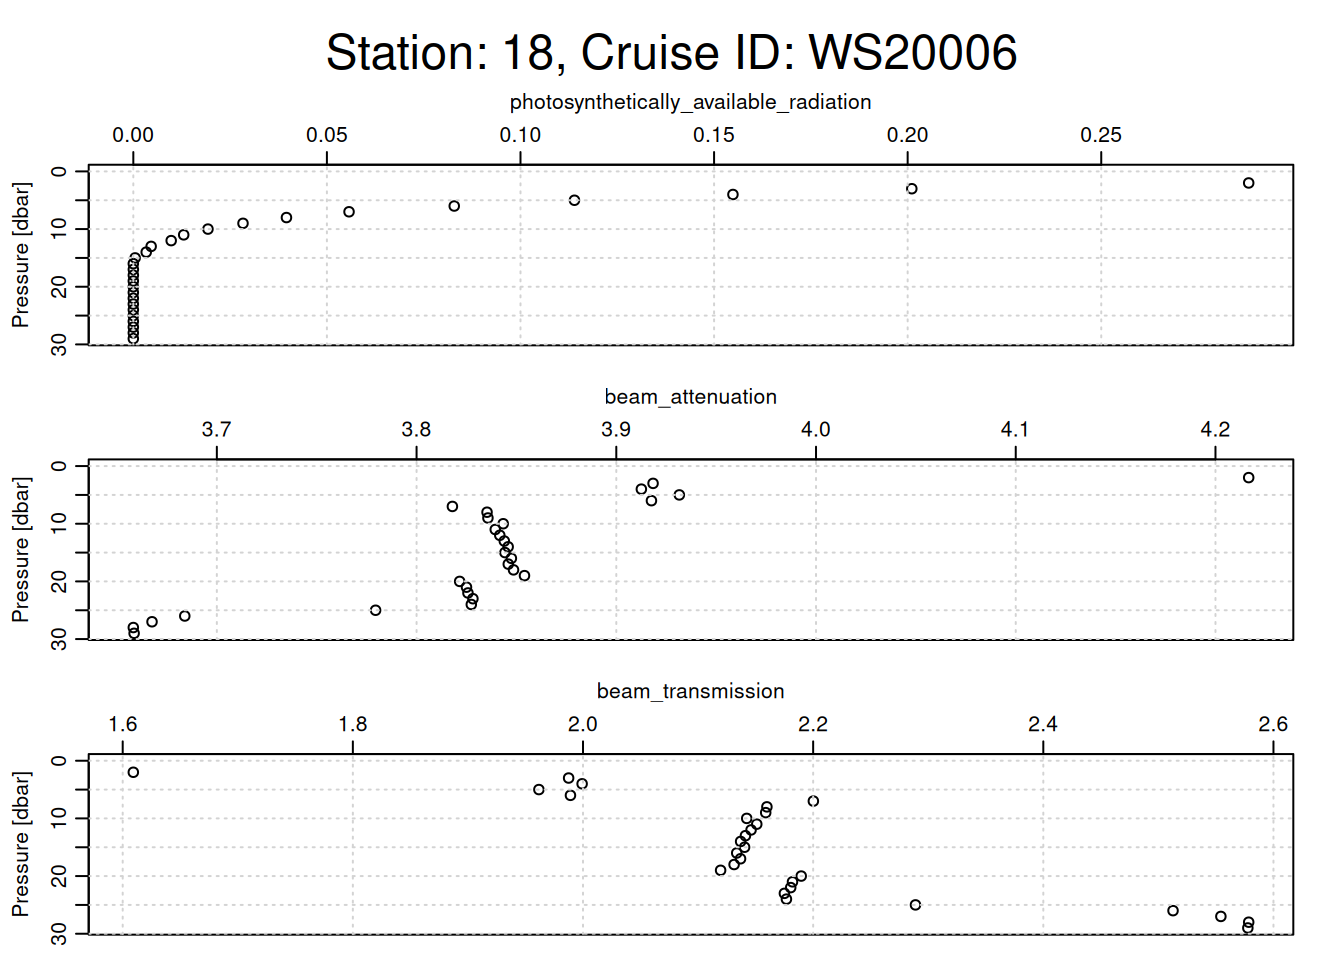 Station: 18, Cruise ID: WS20006
photosynthetically_available_radiation
0.00 0.05 0.10 0.15 0.20 0.25
Pressure [dbar]
0 10 20 30
beam_attenuation
3.7 3.8 3.9 4.0 4.1 4.2
Pressure [dbar]
0 10 20 30
beam_transmission
1.6 1.8 2.0 2.2 2.4 2.6
Pressure [dbar]
0 10 20 30